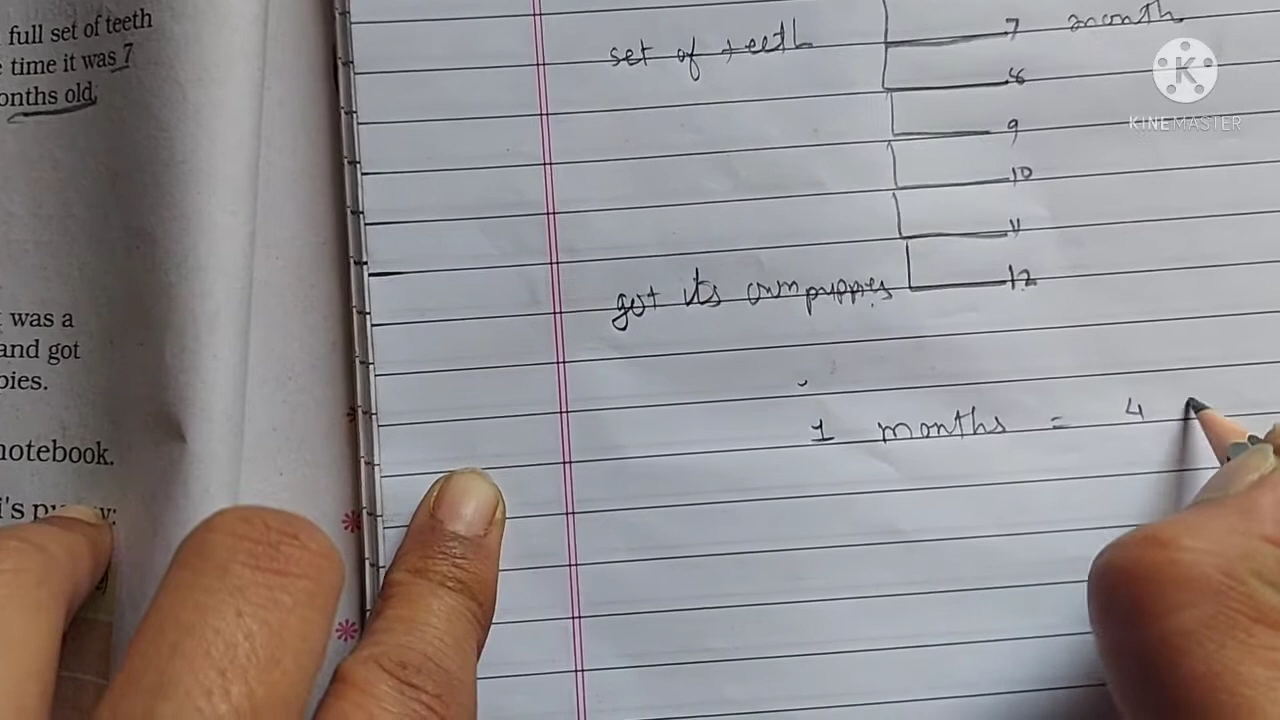 full set of teeth
time it was 7
onths old.
was a
and got
pies.
notebook.
i's
7 month
set of teeth
8
9
10
11
got its own puppies 12
1 months = 4
KINEMASTER